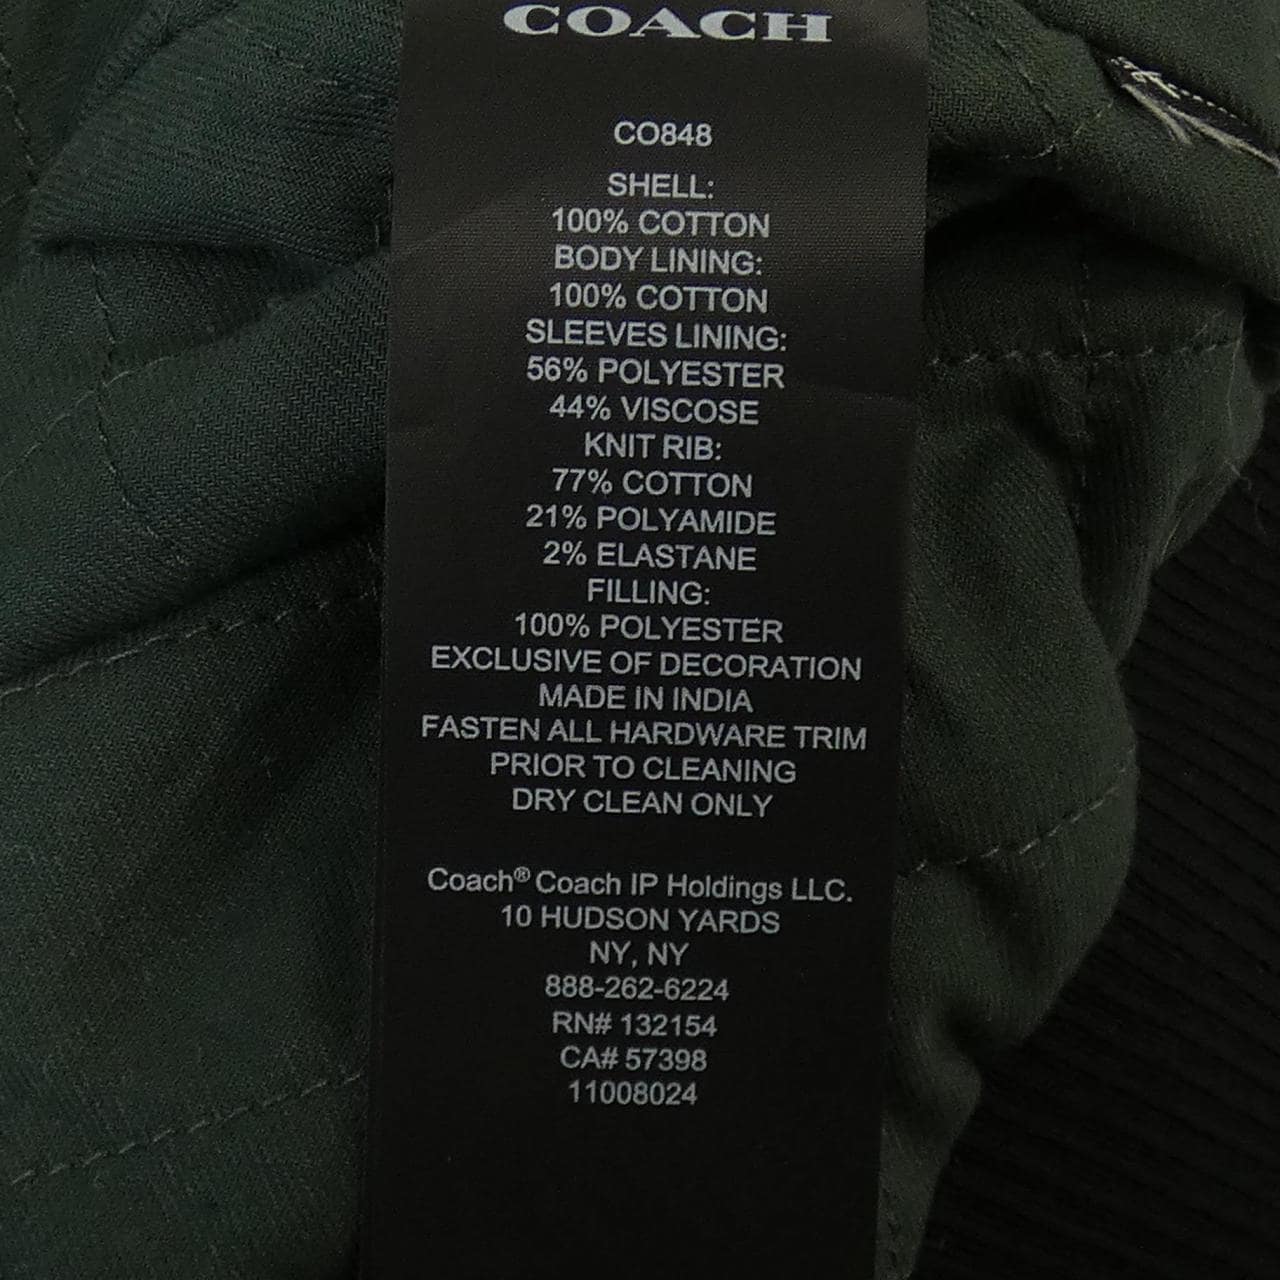 COACH
CO848
SHELL:
100% COTTON
BODY LINING:
100% COTTON
SLEEVES LINING:
56% POLYESTER
44% VISCOSE
KNIT RIB:
77% COTTON
21% POLYAMIDE
2% ELASTANE
FILLING:
100% POLYESTER
EXCLUSIVE OF DECORATION
MADE IN INDIA
FASTEN ALL HARDWARE TRIM
PRIOR TO CLEANING
DRY CLEAN ONLY
Coach® Coach IP Holdings LLC.
10 HUDSON YARDS
NY, NY
888-262-6224
RN# 132154
CA# 57398
11008024